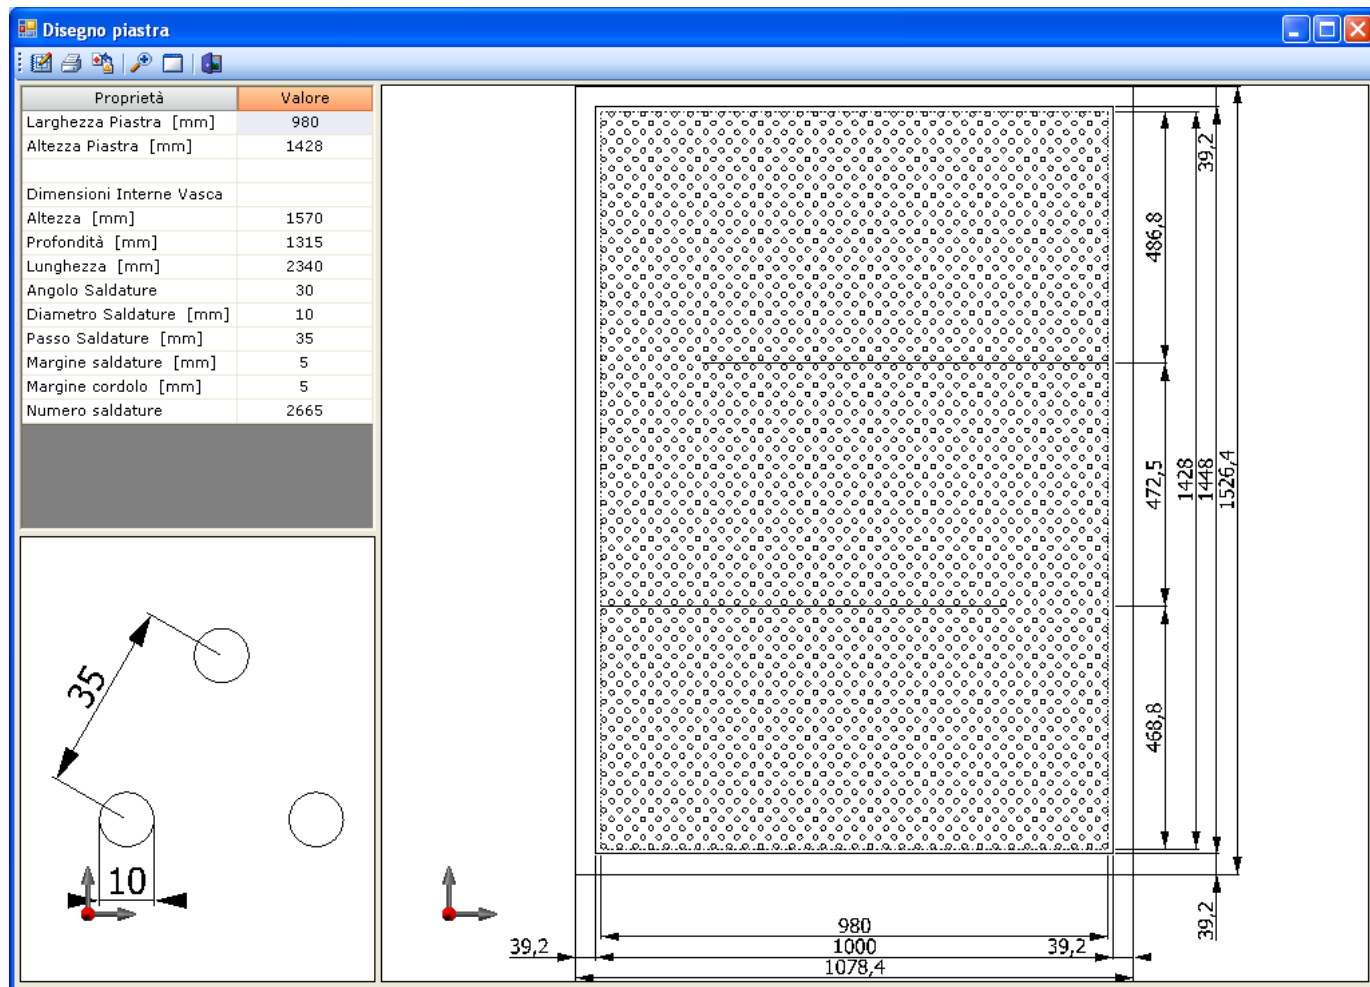 Disegno piastra
Proprietà Valore
Larghezza Piastra [mm] 980
Altezza Piastra [mm] 1428
Dimensioni Interne Vasca
Altezza [mm] 1570
Profondità [mm] 1315
Lunghezza [mm] 2340
Angolo Saldature 30
Diametro Saldature [mm] 10
Passo Saldature [mm] 35
Margine saldature [mm] 5
Margine cordolo [mm] 5
Numero saldature 2665
35
10
39,2
486,8
472,5
1428
1448
1526,4
468,8
39,2
980
39,2 1000 39,2
1078,4